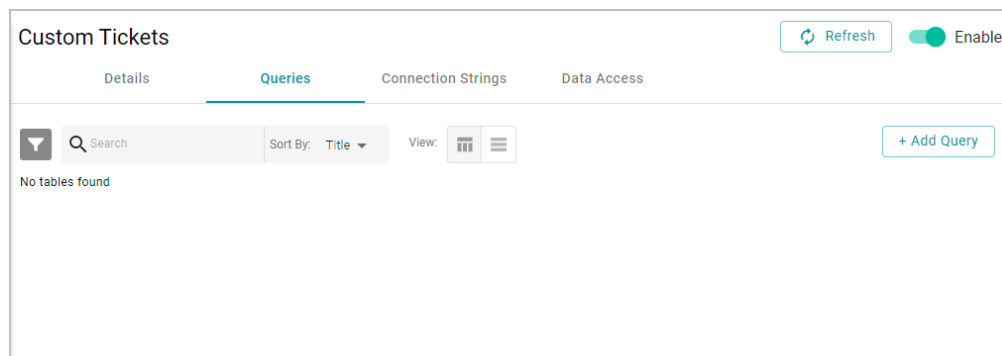 Custom Tickets
Refresh
Enable
Details
Queries
Connection Strings
Data Access
Search
Sort By: Title
View:
+ Add Query
No tables found